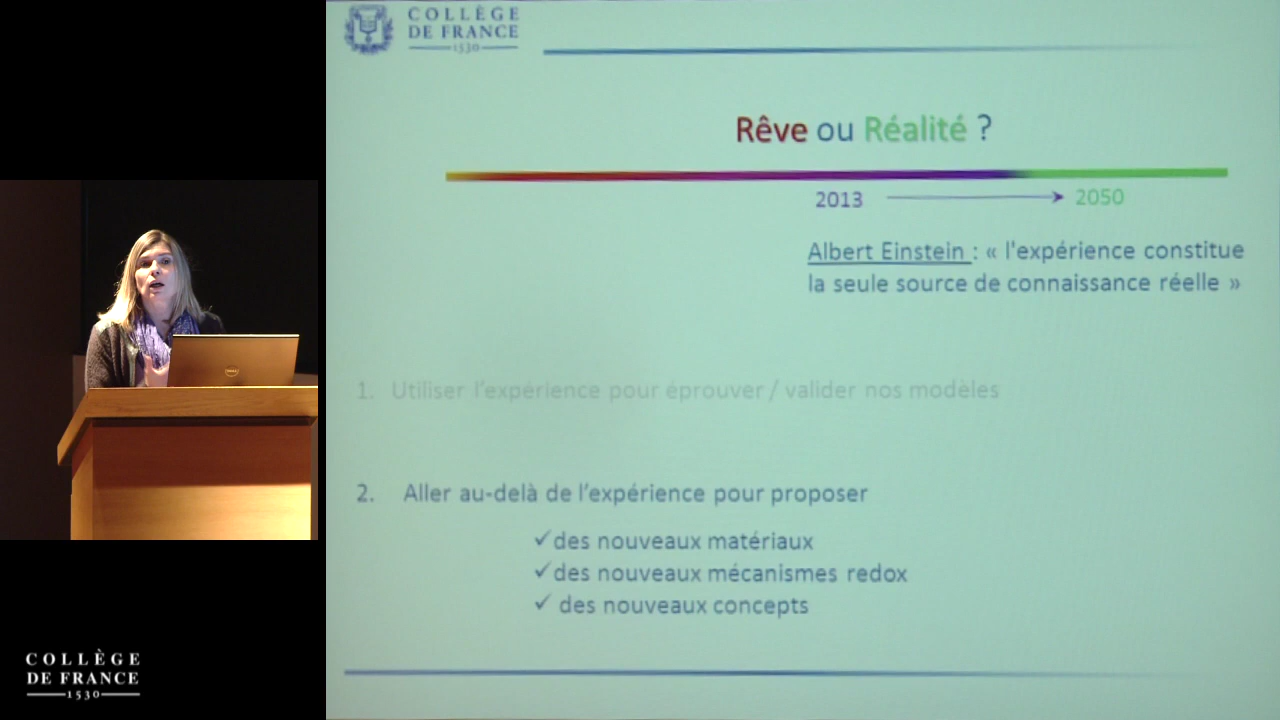 COLLÈGE
DE FRANCE
1530
Rêve ou Réalité ?
2013
2050
Albert Einstein : « l'expérience constitue
la seule source de connaissance réelle »
1. Utiliser l'expérience pour éprouver / valider nos modèles
2. Aller au-delà de l'expérience pour proposer
✓ des nouveaux matériaux
✓ des nouveaux mécanismes redox
✓ des nouveaux concepts
DELL
COLLÈGE
DE FRANCE
1530